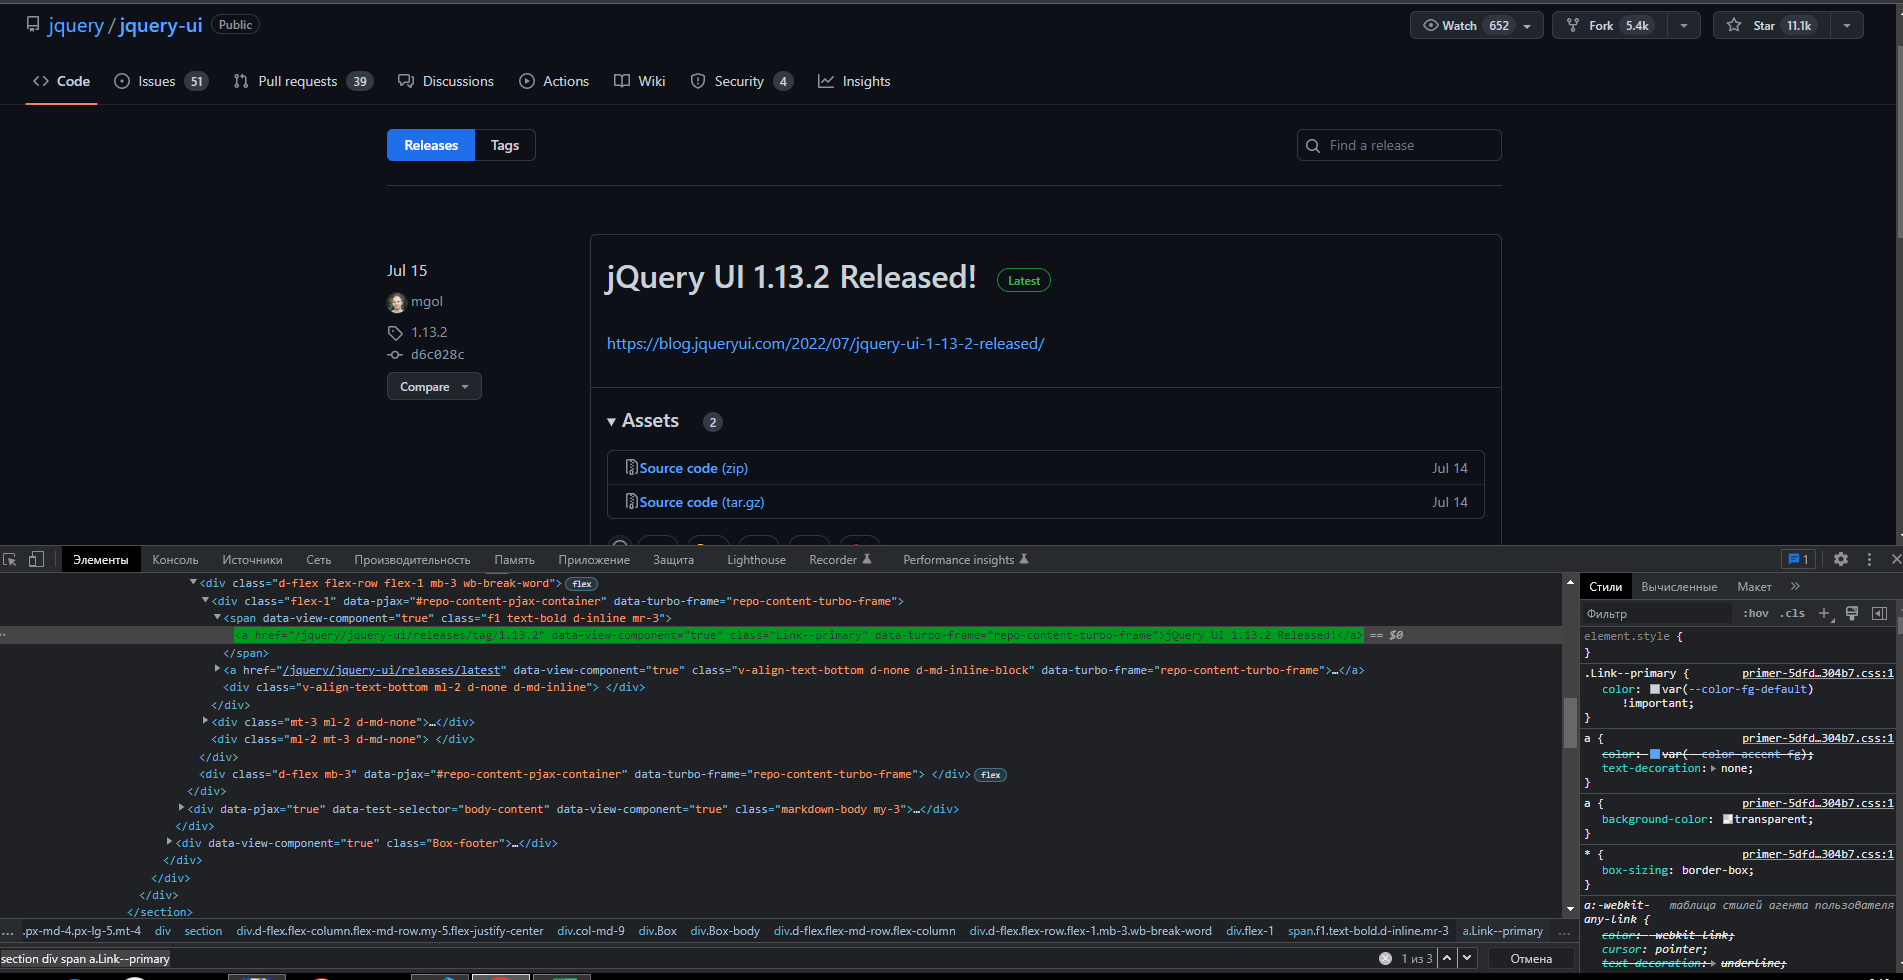 jquery / jquery-ui Public
Watch 652 Fork 5.4k Star 11.1k
Code Issues 51 Pull requests 39 Discussions Actions Wiki Security 4 Insights
Releases Tags
Find a release
Jul 15
mgol
1.13.2
d6c028c
Compare
jQuery UI 1.13.2 Released! Latest
https://blog.jqueryui.com/2022/07/jquery-ui-1-13-2-released/
Assets 2
Source code (zip) Jul 14
Source code (tar.gz) Jul 14
Элементы Консоль Источники Сеть Производительность Память Приложение Защита Lighthouse Recorder Performance insights 1
<div class="d-flex flex-row flex-1 mb-3 wb-break-word"> flex
<div class="flex-1" data-pjax="#repo-content-pjax-container" data-turbo-frame="repo-content-turbo-frame">
<span data-view-component="true" class="f1 text-bold d-inline mr-3">
<a href="/jquery/jquery-ui/releases/tag/1.13.2" data-view-component="true" class="Link--primary" data-turbo-frame="repo-content-turbo-frame">jQuery UI 1.13.2 Released!</a> == $0
</span>
<a href="/jquery/jquery-ui/releases/latest" data-view-component="true" class="v-align-text-bottom d-none d-md-inline-block" data-turbo-frame="repo-content-turbo-frame">…</a>
<div class="v-align-text-bottom ml-2 d-none d-md-inline"> </div>
</div>
<div class="mt-3 ml-2 d-md-none">…</div>
<div class="ml-2 mt-3 d-md-none"> </div>
</div>
<div class="d-flex mb-3" data-pjax="#repo-content-pjax-container" data-turbo-frame="repo-content-turbo-frame"> </div> flex
</div>
<div data-pjax="true" data-test-selector="body-content" data-view-component="true" class="markdown-body my-3">…</div>
</div>
<div data-view-component="true" class="Box-footer">…</div>
</div>
</div>
</div>
</section>
... .px-md-4.px-lg-5.mt-4 div section div.d-flex.flex-column.flex-md-row.my-5.flex-justify-center div.col-md-9 div.Box div.Box-body div.d-flex.flex-md-row.flex-column div.d-flex.flex-row.flex-1.mb-3.wb-break-word div.flex-1 span.f1.text-bold.d-inline.mr-3 a.Link--primary ...
section div span a.Link--primary 1 из 3 Отмена
Стили Вычисленные Макет »
Фильтр :hov .cls +
element.style {
}
.Link--primary { primer-5dfd…304b7.css:1
color: var(--color-fg-default)
!important;
}
a { primer-5dfd…304b7.css:1
color: var(--color-accent-fg);
text-decoration: none;
}
a { primer-5dfd…304b7.css:1
background-color: transparent;
}
* { primer-5dfd…304b7.css:1
box-sizing: border-box;
}
a:-webkit- таблица стилей агента пользователя
any-link {
color: -webkit-link;
cursor: pointer;
text-decoration: underline;